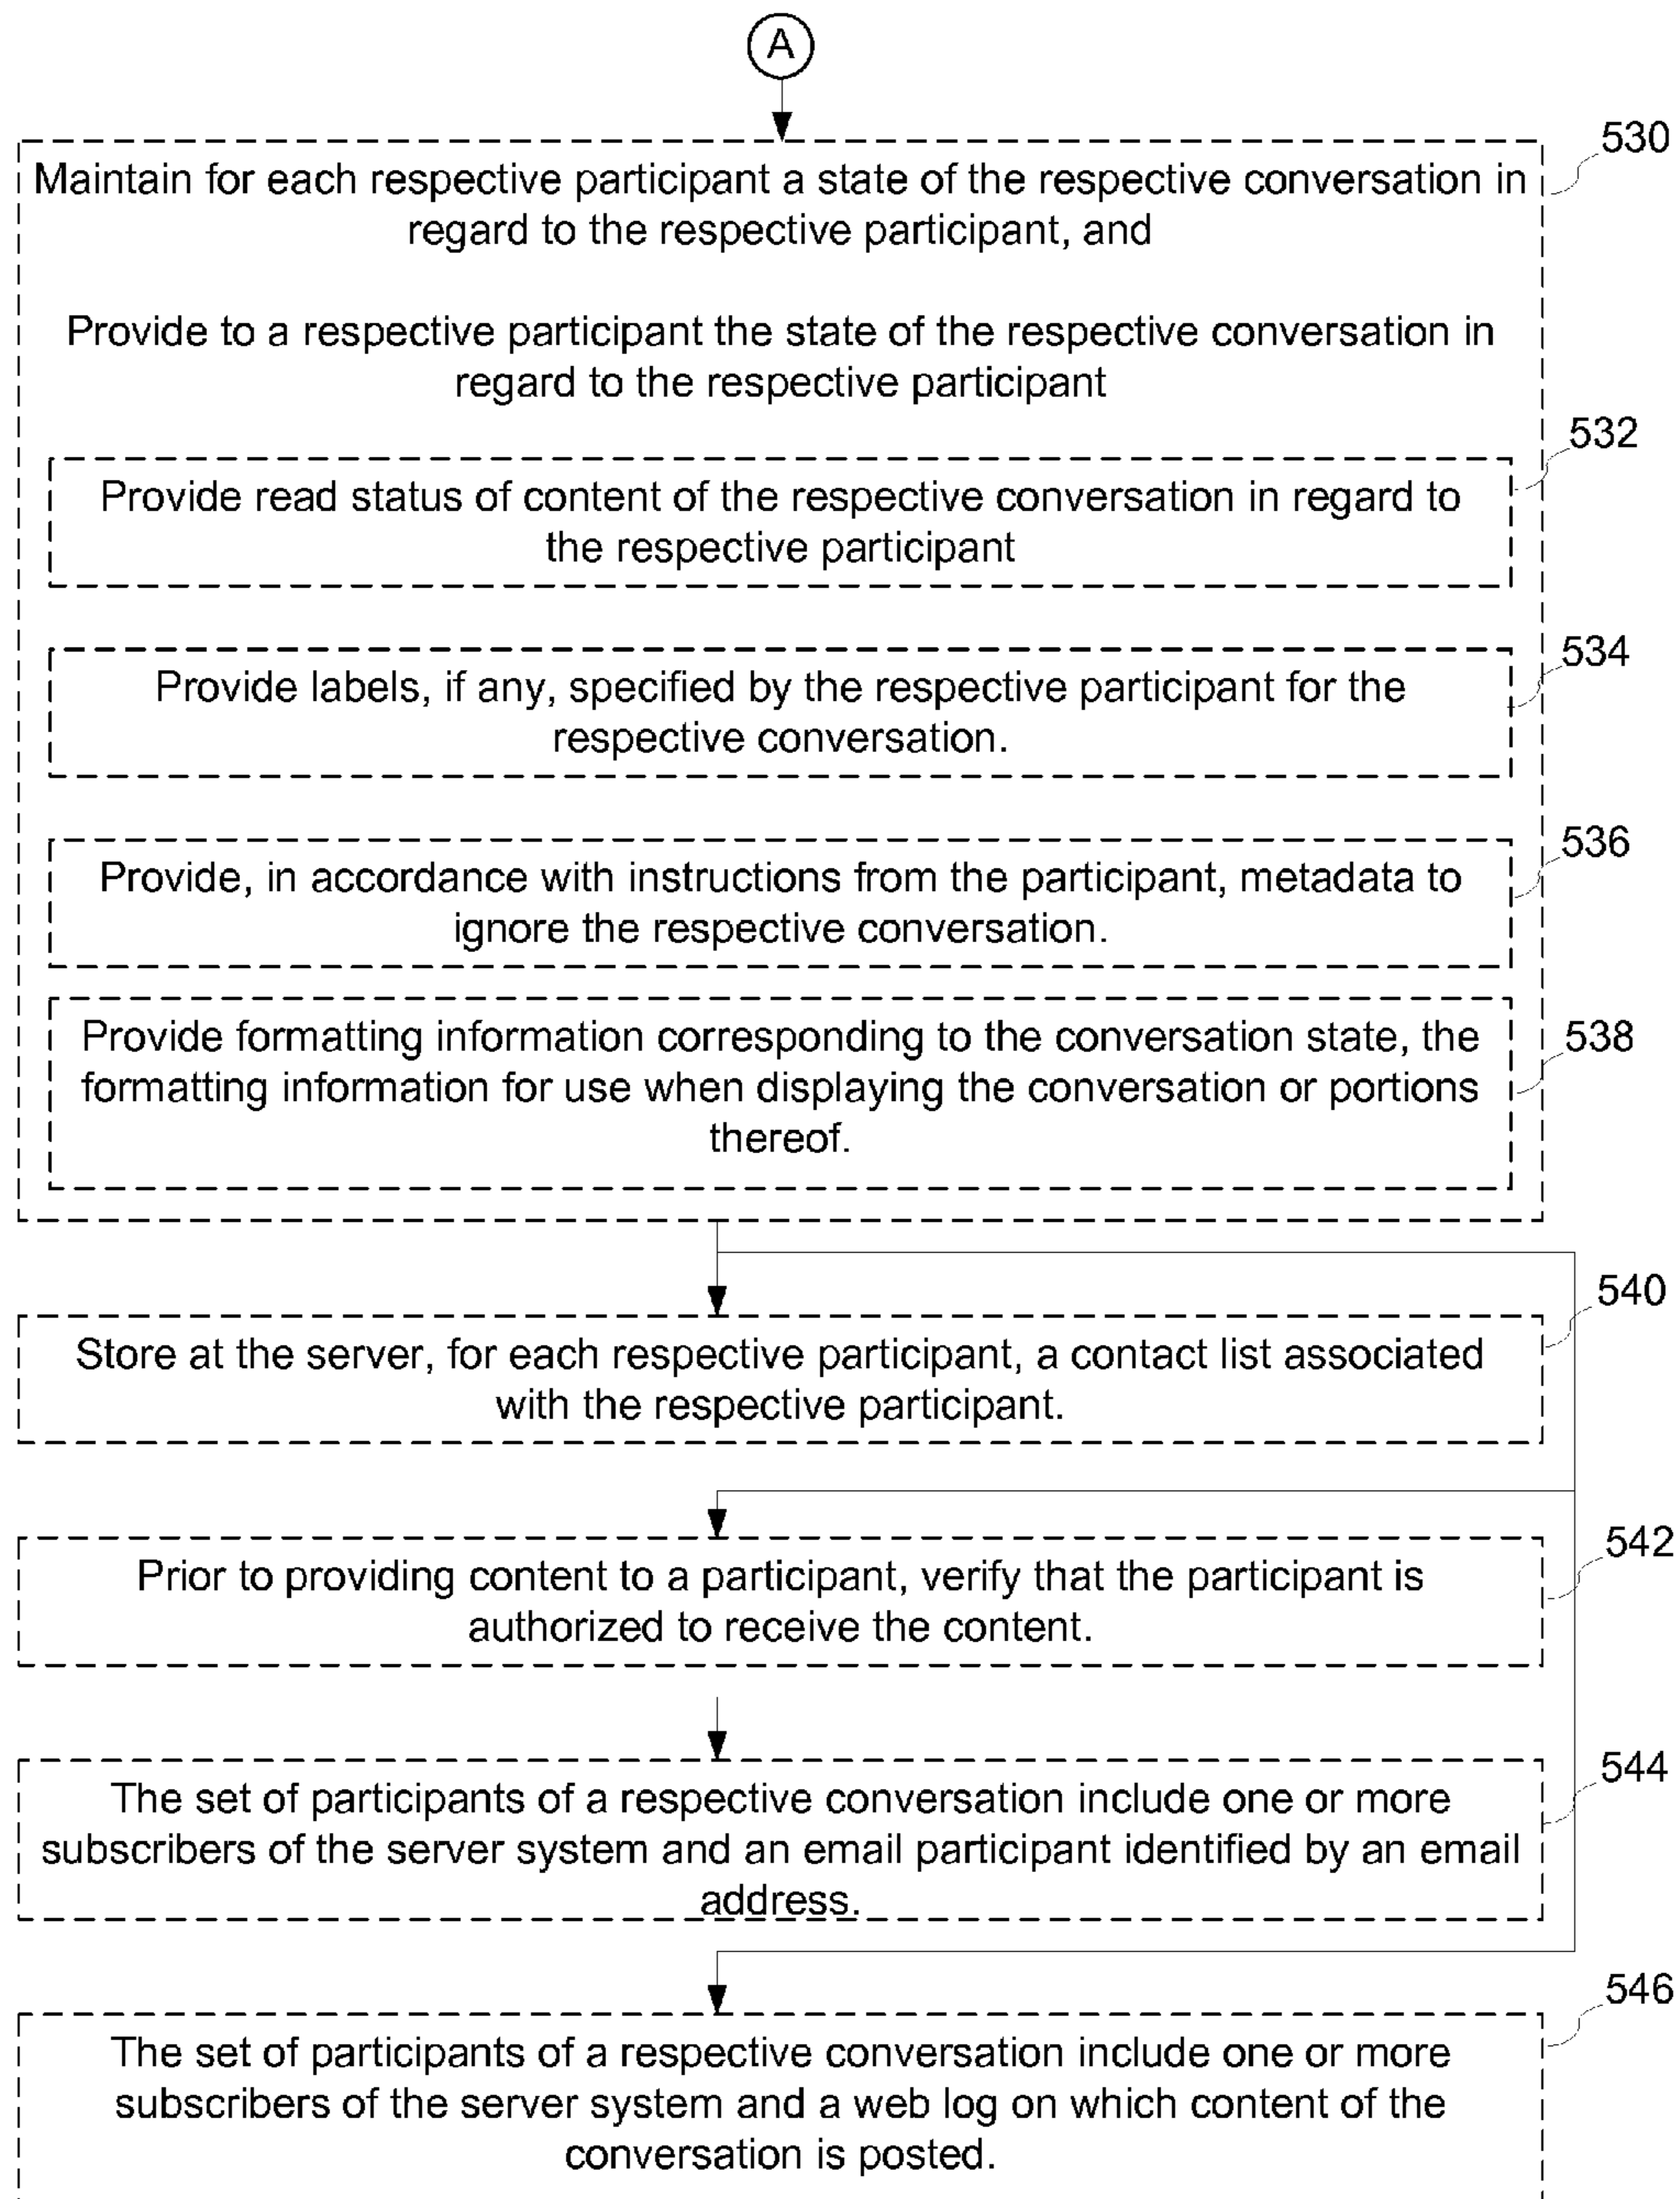 A
530
Maintain for each respective participant a state of the respective conversation in
regard to the respective participant, and
Provide to a respective participant the state of the respective conversation in
regard to the respective participant
532
Provide read status of content of the respective conversation in regard to
the respective participant
534
Provide labels, if any, specified by the respective participant for the
respective conversation.
536
Provide, in accordance with instructions from the participant, metadata to
ignore the respective conversation.
538
Provide formatting information corresponding to the conversation state, the
formatting information for use when displaying the conversation or portions
thereof.
540
Store at the server, for each respective participant, a contact list associated
with the respective participant.
542
Prior to providing content to a participant, verify that the participant is
authorized to receive the content.
544
The set of participants of a respective conversation include one or more
subscribers of the server system and an email participant identified by an email
address.
546
The set of participants of a respective conversation include one or more
subscribers of the server system and a web log on which content of the
conversation is posted.